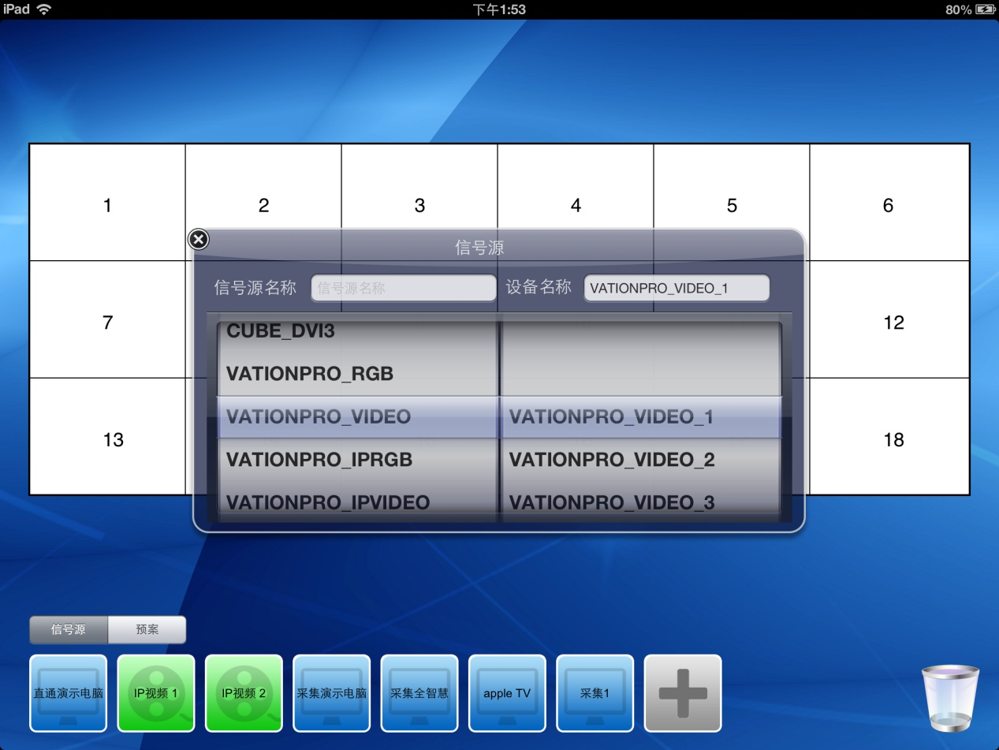 iPad 下午1:53 80%
1 2 3 4 5 6
信号源
信号源名称 信号源名称 设备名称 VATIONPRO_VIDEO_1
7 12
CUBE_DVI3
VATIONPRO_RGB
VATIONPRO_VIDEO VATIONPRO_VIDEO_1
13 18
VATIONPRO_IPRGB VATIONPRO_VIDEO_2
VATIONPRO_IPVIDEO VATIONPRO_VIDEO_3
信号源 预案
直通演示电脑 IP视频 1 IP视频 2 采集演示电脑 采集全智慧 apple TV 采集1